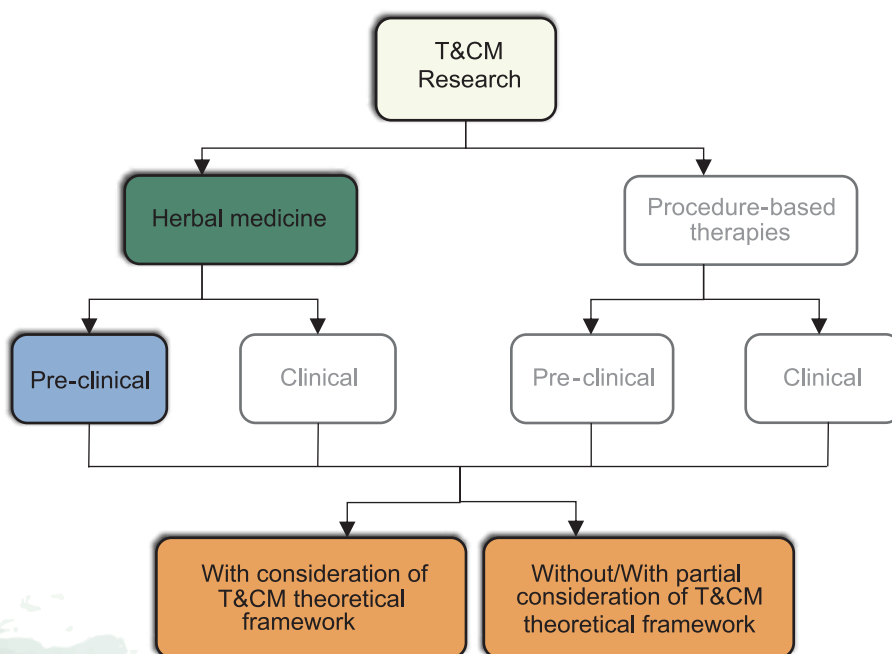 T&CM
Research
Herbal medicine
Procedure-based
therapies
Pre-clinical
Clinical
Pre-clinical
Clinical
With consideration of
T&CM theoretical
framework
Without/With partial
consideration of T&CM
theoretical framework